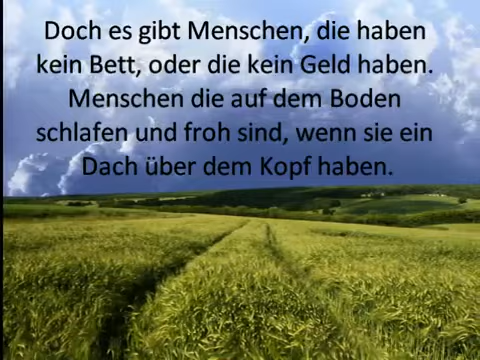 Doch es gibt Menschen, die haben
kein Bett, oder die kein Geld haben.
Menschen die auf dem Boden
schlafen und froh sind, wenn sie ein
Dach über dem Kopf haben.